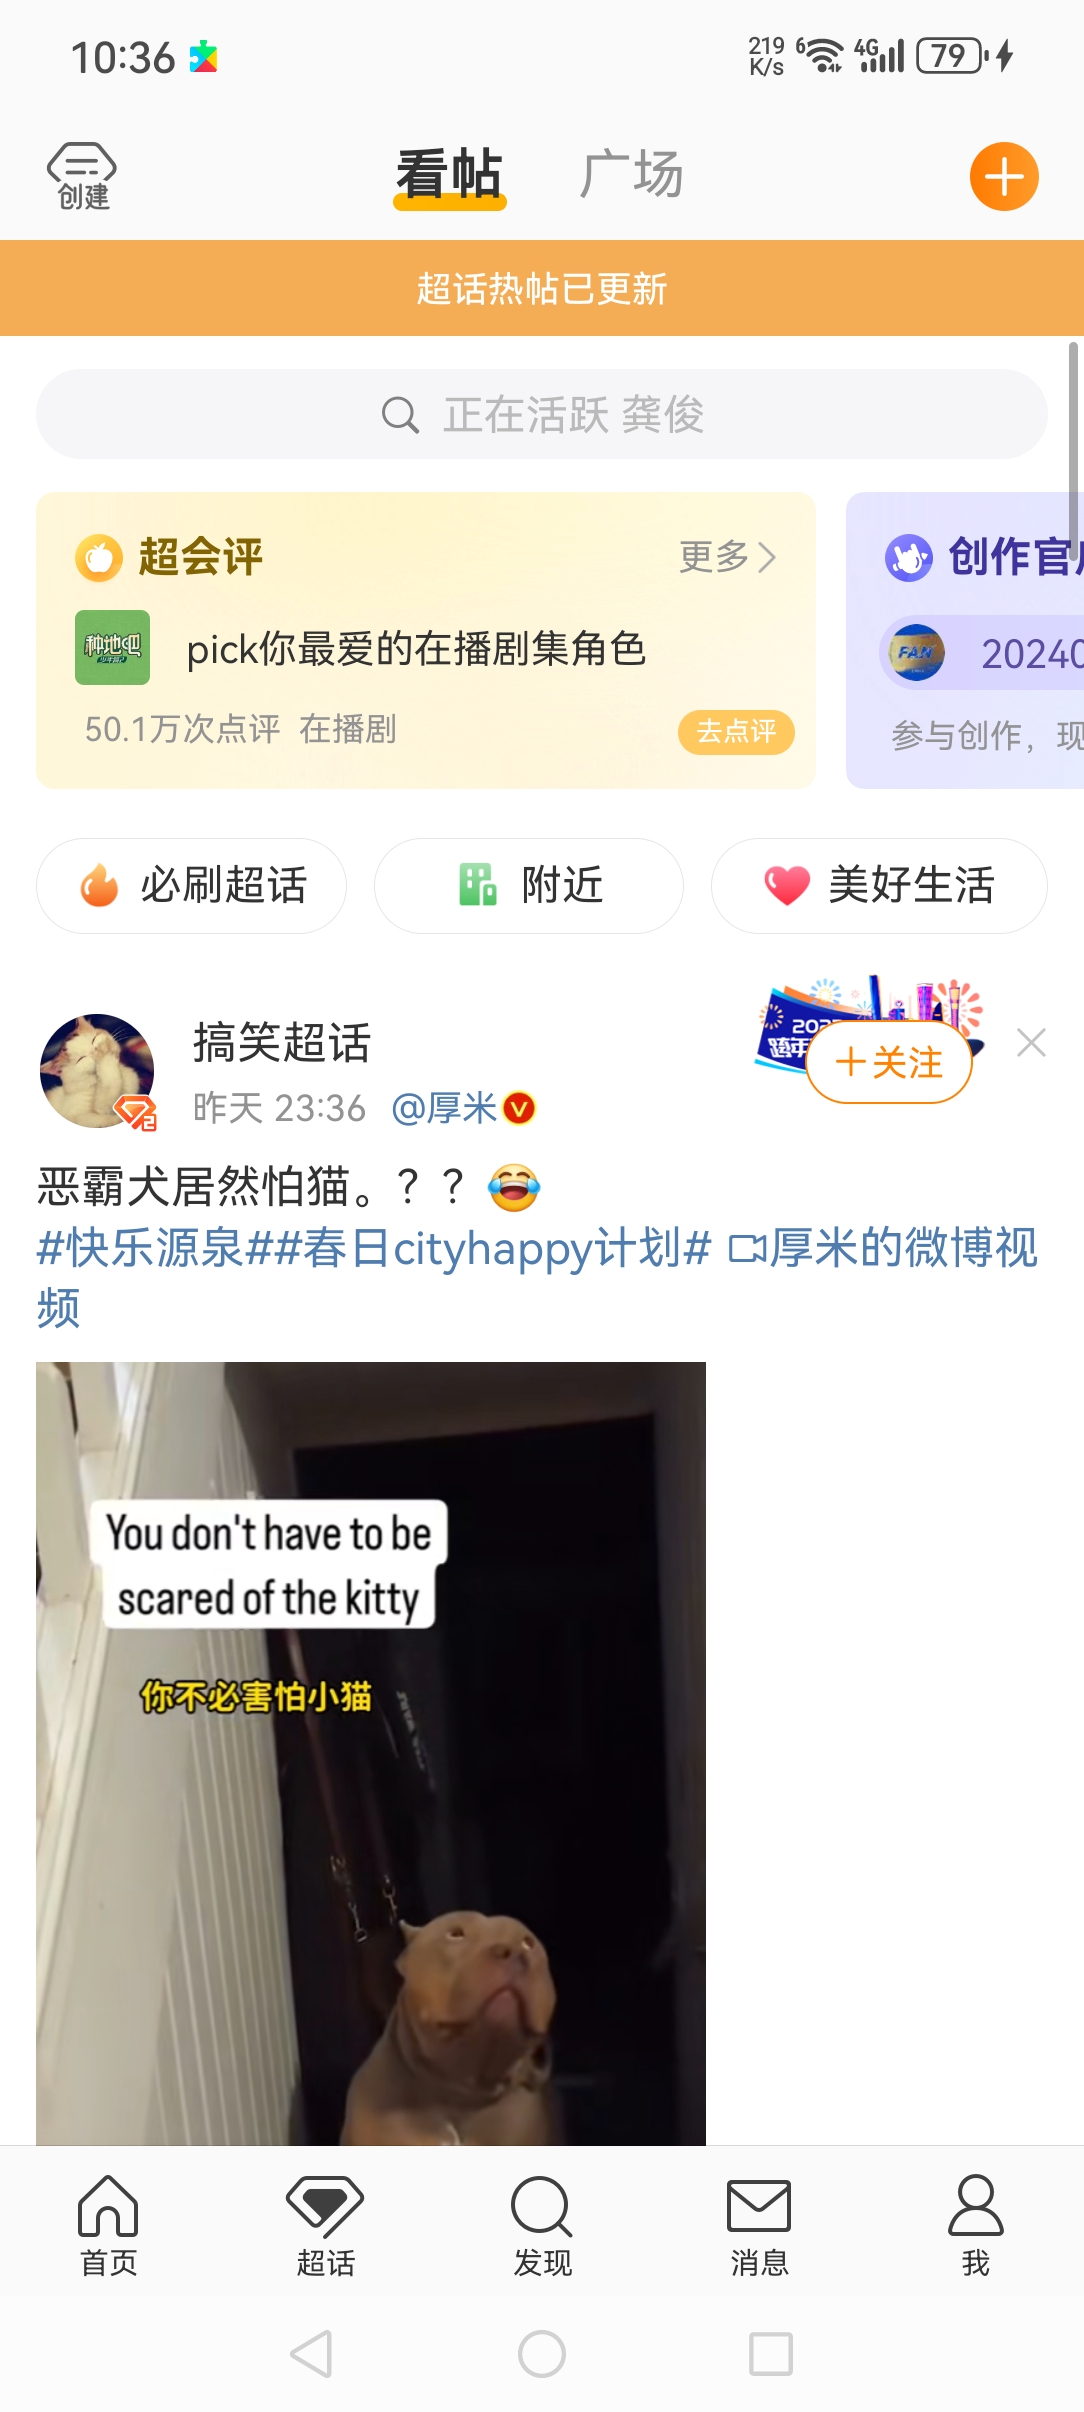 10:36
219 K/s
6
4G
79
创建
看帖
广场
超话热帖已更新
正在活跃 龚俊
超会评
更多
种地吧
pick你最爱的在播剧集角色
50.1万次点评 在播剧
去点评
创作官
FAN
20240
参与创作，现
必刷超话
附近
美好生活
搞笑超话
+关注
昨天 23:36 @厚米
2
恶霸犬居然怕猫。？？😂
#快乐源泉##春日cityhappy计划# 厚米的微博视
频
You don't have to be
scared of the kitty
你不必害怕小猫
首页
超话
发现
消息
我